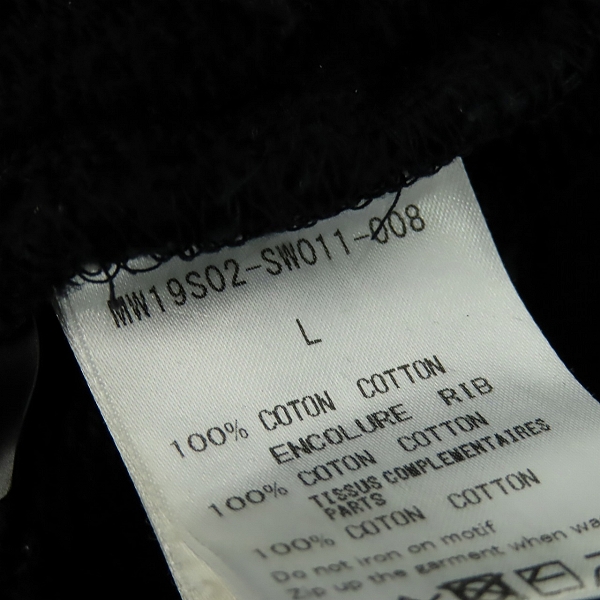 MW19S02-SW011-008
L
100% COTON COTTON
ENCOLURE RIB
100% COTON COTTON
TISSUS COMPLEMENTAIRES
PARTS
100% COTON COTTON
Do not iron on motif
Zip up the garment when